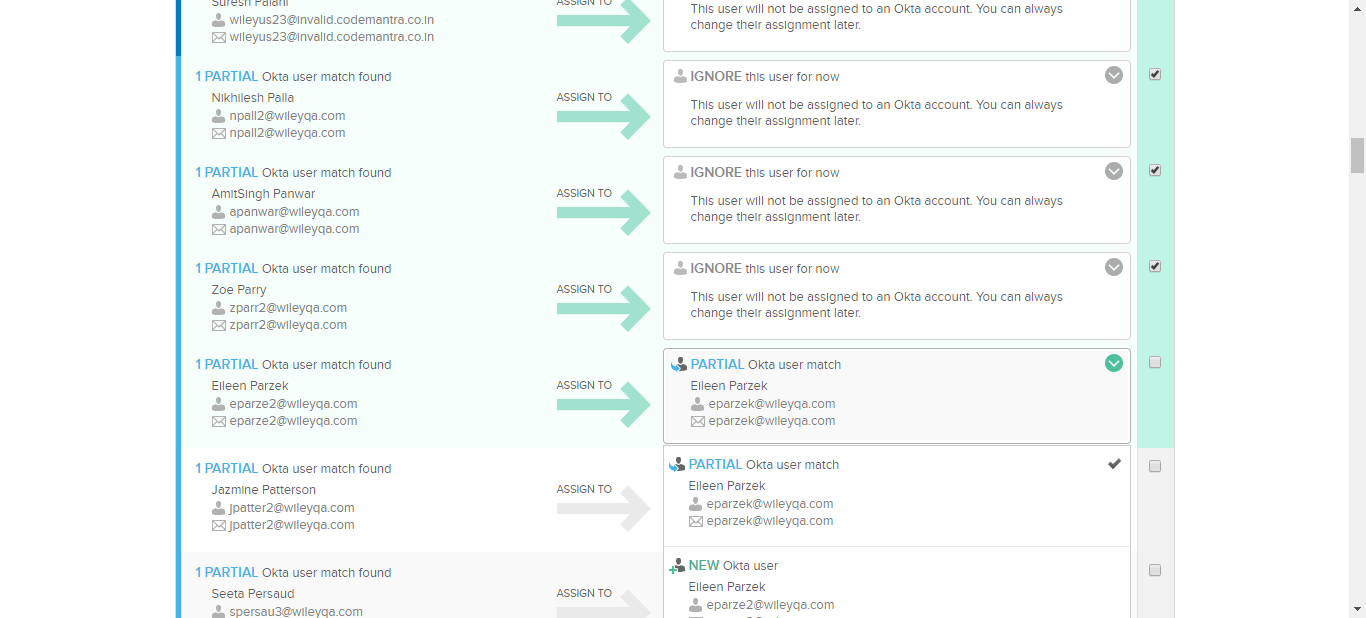 Suresh Palani
wileyus23@invalid.codemantra.co.in
wileyus23@invalid.codemantra.co.in
ASSIGN TO
This user will not be assigned to an Okta account. You can always
change their assignment later.
1 PARTIAL Okta user match found
Nikhilesh Palla
npall2@wileyqa.com
npall2@wileyqa.com
ASSIGN TO
IGNORE this user for now
This user will not be assigned to an Okta account. You can always
change their assignment later.
1 PARTIAL Okta user match found
AmitSingh Panwar
apanwar@wileyqa.com
apanwar@wileyqa.com
ASSIGN TO
IGNORE this user for now
This user will not be assigned to an Okta account. You can always
change their assignment later.
1 PARTIAL Okta user match found
Zoe Parry
zparr2@wileyqa.com
zparr2@wileyqa.com
ASSIGN TO
IGNORE this user for now
This user will not be assigned to an Okta account. You can always
change their assignment later.
1 PARTIAL Okta user match found
Eileen Parzek
eparze2@wileyqa.com
eparze2@wileyqa.com
ASSIGN TO
PARTIAL Okta user match
Eileen Parzek
eparzek@wileyqa.com
eparzek@wileyqa.com
1 PARTIAL Okta user match found
Jazmine Patterson
jpatter2@wileyqa.com
jpatter2@wileyqa.com
ASSIGN TO
PARTIAL Okta user match
Eileen Parzek
eparzek@wileyqa.com
eparzek@wileyqa.com
1 PARTIAL Okta user match found
Seeta Persaud
spersau3@wileyqa.com
ASSIGN TO
NEW Okta user
Eileen Parzek
eparze2@wileyqa.com